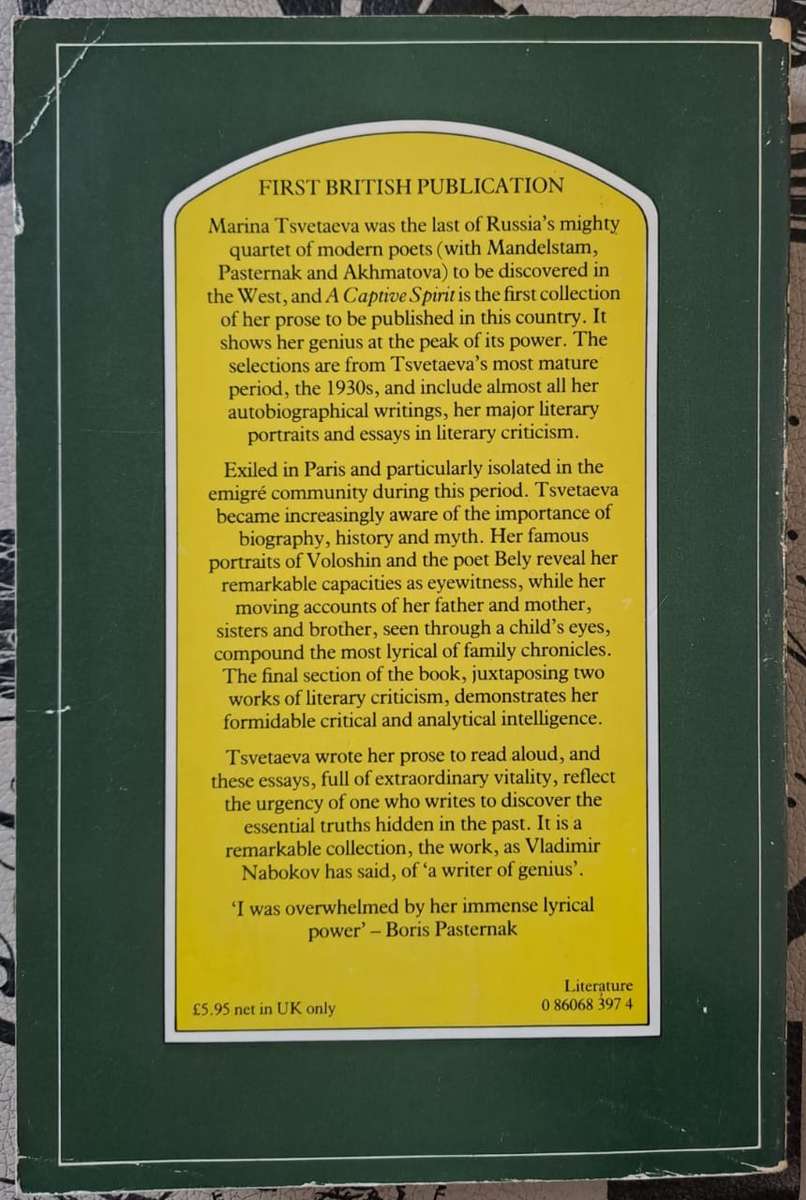 FIRST BRITISH PUBLICATION
Marina Tsvetaeva was the last of Russia's mighty
quartet of modern poets (with Mandelstam,
Pasternak and Akhmatova) to be discovered in
the West, and A Captive Spirit is the first collection
of her prose to be published in this country. It
shows her genius at the peak of its power. The
selections are from Tsvetaeva's most mature
period, the 1930s, and include almost all her
autobiographical writings, her major literary
portraits and essays in literary criticism.
Exiled in Paris and particularly isolated in the
emigré community during this period. Tsvetaeva
became increasingly aware of the importance of
biography, history and myth. Her famous
portraits of Voloshin and the poet Bely reveal her
remarkable capacities as eyewitness, while her
moving accounts of her father and mother,
sisters and brother, seen through a child's eyes,
compound the most lyrical of family chronicles.
The final section of the book, juxtaposing two
works of literary criticism, demonstrates her
formidable critical and analytical intelligence.
Tsvetaeva wrote her prose to read aloud, and
these essays, full of extraordinary vitality, reflect
the urgency of one who writes to discover the
essential truths hidden in the past. It is a
remarkable collection, the work, as Vladimir
Nabokov has said, of 'a writer of genius'.
'I was overwhelmed by her immense lyrical
power' – Boris Pasternak
Literature
£5.95 net in UK only
0 86068 397 4